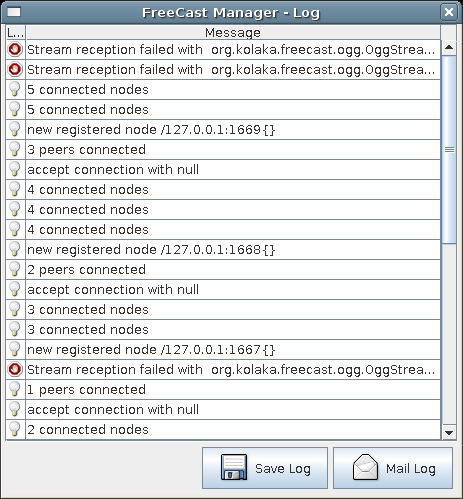 FreeCast Manager - Log
L... Message
Stream reception failed with org.kolaka.freecast.ogg.OggStrea...
Stream reception failed with org.kolaka.freecast.ogg.OggStrea...
5 connected nodes
5 connected nodes
new registered node /127.0.0.1:1669{}
3 peers connected
accept connection with null
4 connected nodes
4 connected nodes
4 connected nodes
new registered node /127.0.0.1:1668{}
2 peers connected
accept connection with null
3 connected nodes
3 connected nodes
new registered node /127.0.0.1:1667{}
Stream reception failed with org.kolaka.freecast.ogg.OggStrea...
1 peers connected
accept connection with null
2 connected nodes
Save Log Mail Log